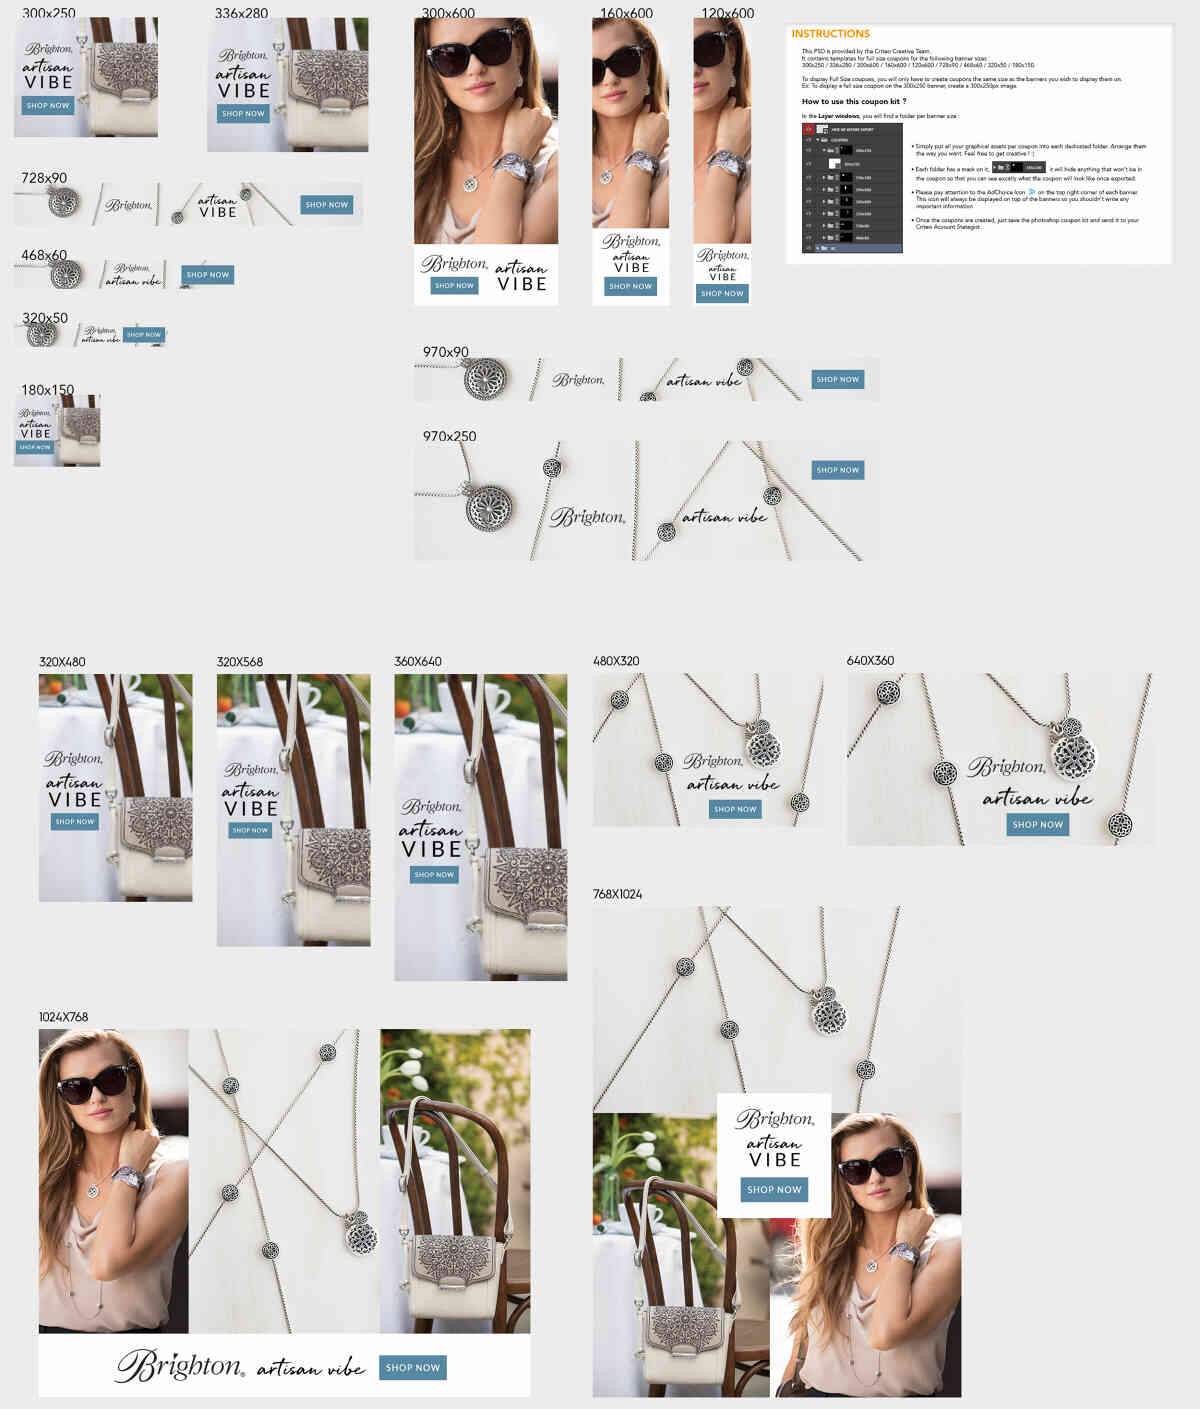 300x250
Brighton,
artisan
VIBE
SHOP NOW
336x280
Brighton,
artisan
VIBE
SHOP NOW
728x90
Brighton,
artisan
VIBE
SHOP NOW
468x60
Brighton,
artisan vibe
SHOP NOW
320x50
Brighton,
artisan vibe
SHOP NOW
180x150
Brighton,
artisan
VIBE
SHOP NOW
300x600
Brighton,
artisan
VIBE
SHOP NOW
160x600
Brighton,
artisan
VIBE
SHOP NOW
120x600
Brighton,
artisan
VIBE
SHOP NOW
INSTRUCTIONS
This PSD is provided by the Criteo Creative Team.
It contains templates for full size coupons for the following banner sizes:
300x250 / 336x280 / 300x600 / 160x600 / 120x600 / 728x90 / 468x60 / 320x50 / 180x150.
To display Full Size coupons, you will only have to create coupons the same size as the banners you wish to display them on.
Ex: To display a full size coupon on the 300x250 banner, create a 300x250px image.
How to use this coupon kit ?
In the Layer windows, you will find a folder per banner size :
HIDE ME BEFORE EXPORT
COUPONS
• Simply put all your graphical assets per coupon into each dedicated folder. Arrange them
the way you want. Feel free to get creative ! :)
• Each folder has a mask on it, it will hide anything that won't be in
the coupon so that you can see exactly what the coupon will look like once exported.
• Please pay attention to the AdChoice Icon on the top right corner of each banner.
This icon will always be displayed on top of the banners so you shouldn't write any
important information
• Once the coupons are created, just save the photoshop coupon kit and send it to your
Criteo Account Stategist
970x90
Brighton,
artisan vibe
SHOP NOW
970x250
Brighton,
artisan vibe
SHOP NOW
320X480
Brighton,
artisan
VIBE
SHOP NOW
320X568
Brighton,
artisan
VIBE
SHOP NOW
360X640
Brighton,
artisan
VIBE
SHOP NOW
480X320
Brighton,
artisan vibe
SHOP NOW
640X360
Brighton,
artisan vibe
SHOP NOW
768X1024
Brighton,
artisan
VIBE
SHOP NOW
1024X768
Brighton®
artisan vibe
SHOP NOW